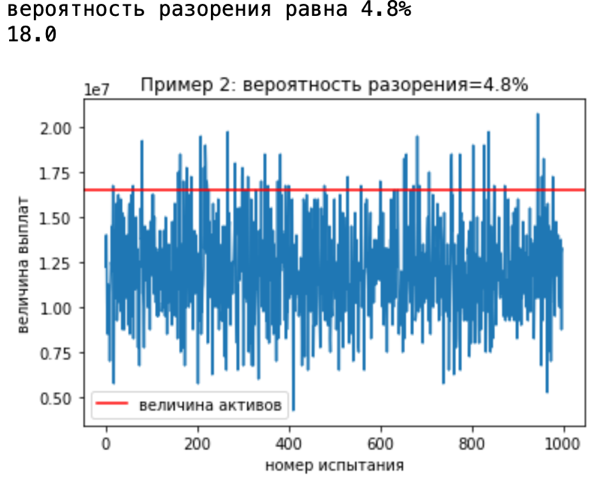 вероятность разорения равна 4.8%
18.0
Пример 2: вероятность разорения=4.8%
1e7
2.00
1.75
1.50
1.25
1.00
0.75
0.50
величина выплат
величина активов
0 200 400 600 800 1000
номер испытания